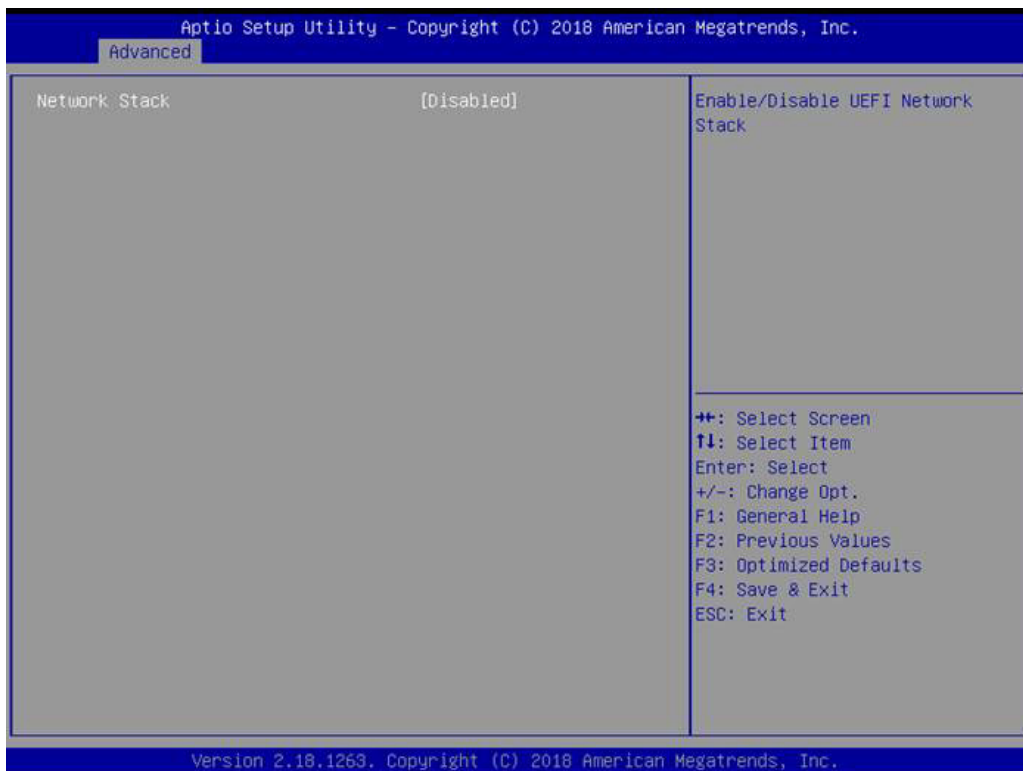 Aptio Setup Utility – Copyright (C) 2018 American Megatrends, Inc.
Advanced
Network Stack [Disabled]
Enable/Disable UEFI Network
Stack
→←: Select Screen
↑↓: Select Item
Enter: Select
+/-: Change Opt.
F1: General Help
F2: Previous Values
F3: Optimized Defaults
F4: Save & Exit
ESC: Exit
Version 2.18.1263. Copyright (C) 2018 American Megatrends, Inc.